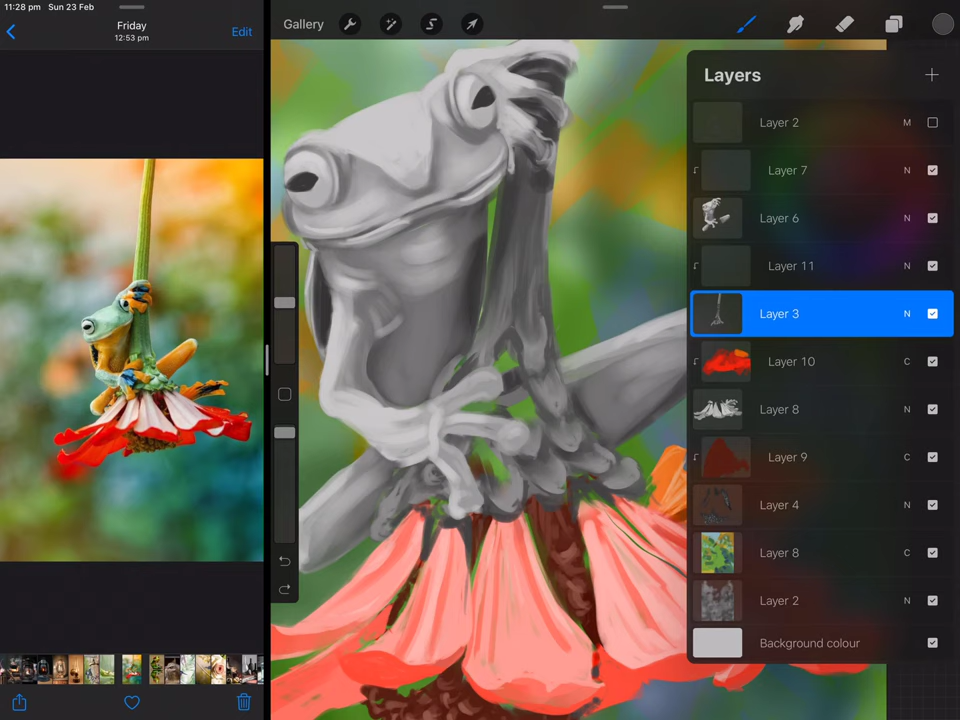 11:28 pm Sun 23 Feb
Friday
12:53 pm
Edit
Gallery
Layers
Layer 2 M
Layer 7 N
Layer 6 N
Layer 11 N
Layer 3 N
Layer 10 C
Layer 8 N
Layer 9 C
Layer 4 N
Layer 8 C
Layer 2 N
Background colour